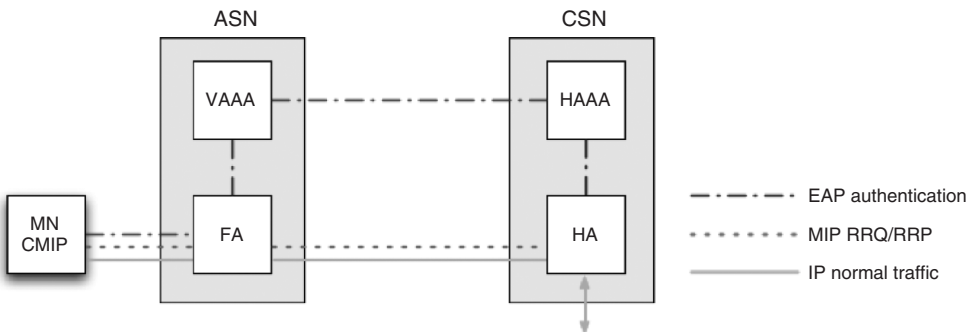 ASN
CSN
VAAA
HAAA
MN
CMIP
FA
HA
EAP authentication
MIP RRQ/RRP
IP normal traffic